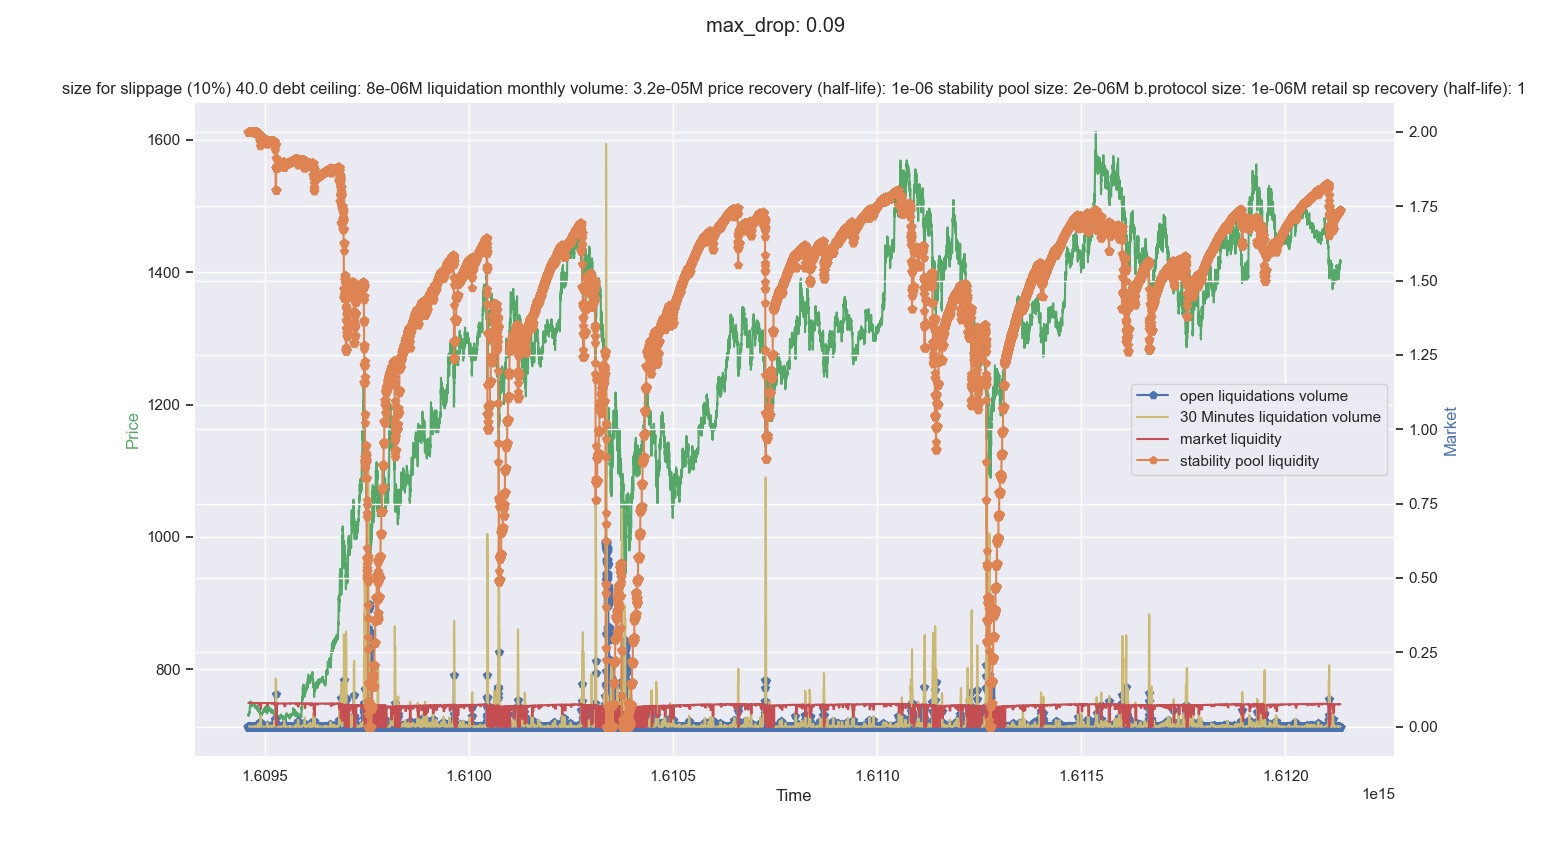 max_drop: 0.09
size for slippage (10%) 40.0 debt ceiling: 8e-06M liquidation monthly volume: 3.2e-05M price recovery (half-life): 1e-06 stability pool size: 2e-06M b.protocol size: 1e-06M retail sp recovery (half-life): 1
1600
1400
1200
1000
800
Price
2.00
1.75
1.50
1.25
1.00
0.75
0.50
0.25
0.00
Market
open liquidations volume
30 Minutes liquidation volume
market liquidity
stability pool liquidity
1.6095
1.6100
1.6105
1.6110
1.6115
1.6120
1e15
Time